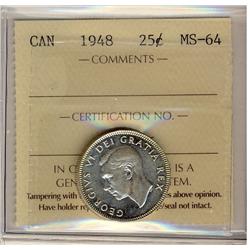 CAN 1948 25¢ MS-64
— COMMENTS —
— CERTIFICATION NO. —
GEORGIVS VI DEI GRATIA REX
IN C IS A
GEN TEM.
Tampering with s above opinion.
Have holder re seal not intact.